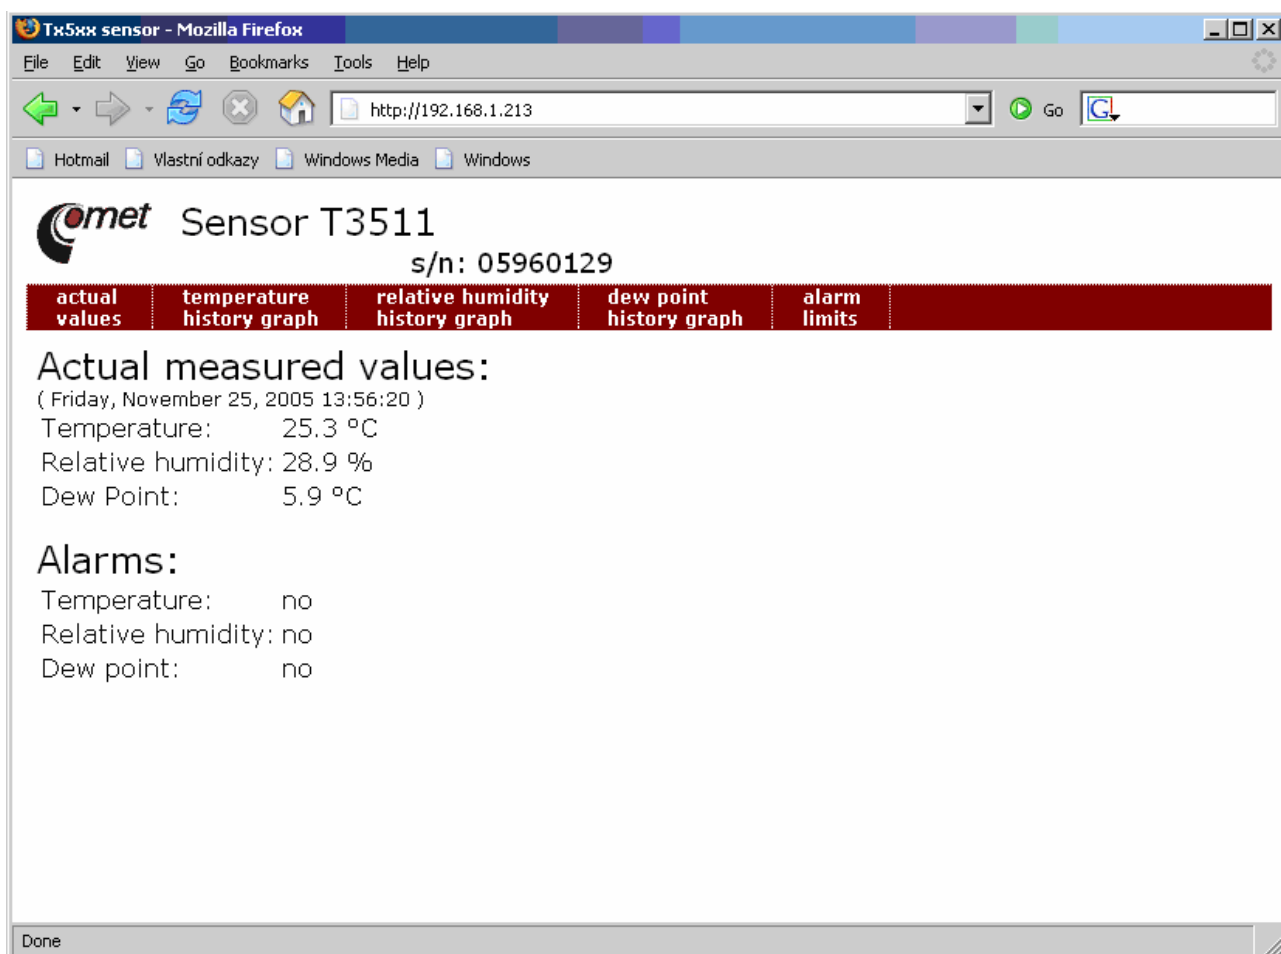 Tx5xx sensor - Mozilla Firefox
File Edit View Go Bookmarks Tools Help
http://192.168.1.213 Go G
Hotmail Vlastní odkazy Windows Media Windows
Comet Sensor T3511
s/n: 05960129
actual temperature relative humidity dew point alarm
values history graph history graph history graph limits
Actual measured values:
( Friday, November 25, 2005 13:56:20 )
Temperature: 25.3 ºC
Relative humidity: 28.9 %
Dew Point: 5.9 ºC
Alarms:
Temperature: no
Relative humidity: no
Dew point: no
Done